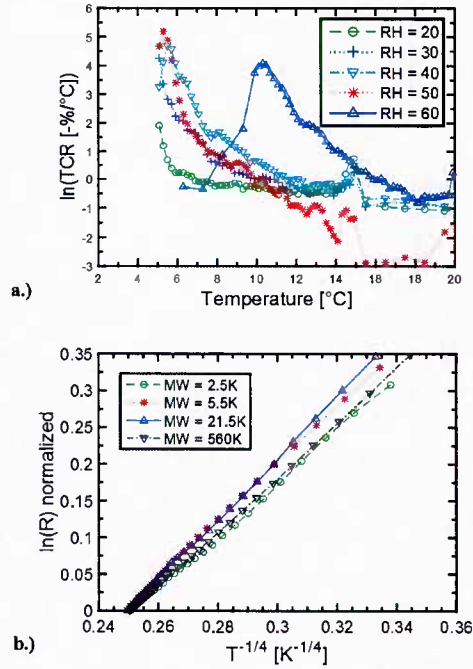 6
5
4
3
2
1
0
-1
-2
-3
ln(TCR [-%/°C])
RH = 20
RH = 30
RH = 40
RH = 50
RH = 60
4 6 8 10 12 14 16 18 20
Temperature [°C]
a.)
0.35
0.3
0.25
0.2
0.15
0.1
0.05
0
ln(R) normalized
MW = 2.5K
MW = 5.5K
MW = 21.5K
MW = 560K
0.24 0.26 0.28 0.30 0.32 0.34 0.36
T^-1/4 [K^-1/4]
b.)